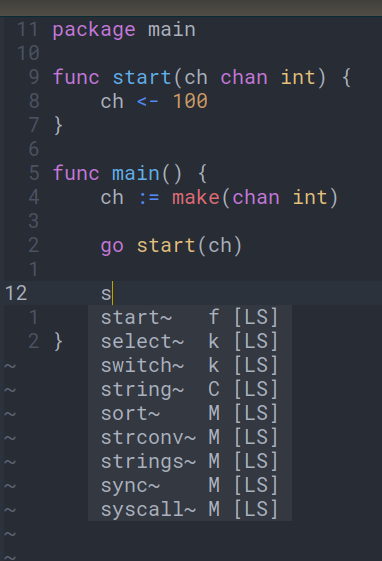 11 package main
10
9 func start(ch chan int) {
8     ch <- 100
7 }
6
5 func main() {
4     ch := make(chan int)
3
2     go start(ch)
1
12     s
1     start~   f [LS]
2 }   select~  k [LS]
~     switch~  k [LS]
~     string~  C [LS]
~     sort~    M [LS]
~     strconv~ M [LS]
~     strings~ M [LS]
~     sync~    M [LS]
~     syscall~ M [LS]
~
~